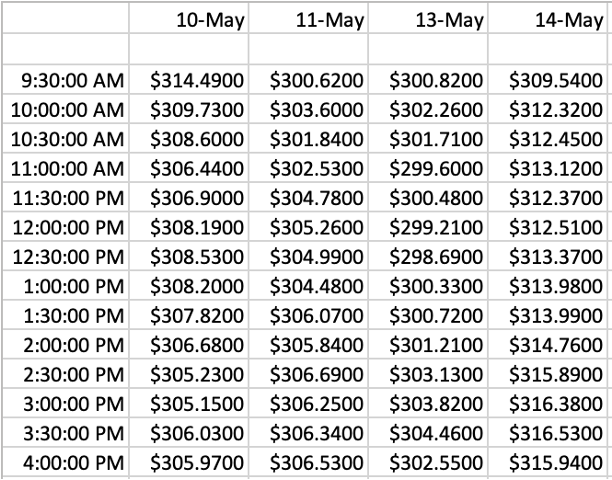 10-May 11-May 13-May 14-May
9:30:00 AM $314.4900 $300.6200 $300.8200 $309.5400
10:00:00 AM $309.7300 $303.6000 $302.2600 $312.3200
10:30:00 AM $308.6000 $301.8400 $301.7100 $312.4500
11:00:00 AM $306.4400 $302.5300 $299.6000 $313.1200
11:30:00 PM $306.9000 $304.7800 $300.4800 $312.3700
12:00:00 PM $308.1900 $305.2600 $299.2100 $312.5100
12:30:00 PM $308.5300 $304.9900 $298.6900 $313.3700
1:00:00 PM $308.2000 $304.4800 $300.3300 $313.9800
1:30:00 PM $307.8200 $306.0700 $300.7200 $313.9900
2:00:00 PM $306.6800 $305.8400 $301.2100 $314.7600
2:30:00 PM $305.2300 $306.6900 $303.1300 $315.8900
3:00:00 PM $305.1500 $306.2500 $303.8200 $316.3800
3:30:00 PM $306.0300 $306.3400 $304.4600 $316.5300
4:00:00 PM $305.9700 $306.5300 $302.5500 $315.9400